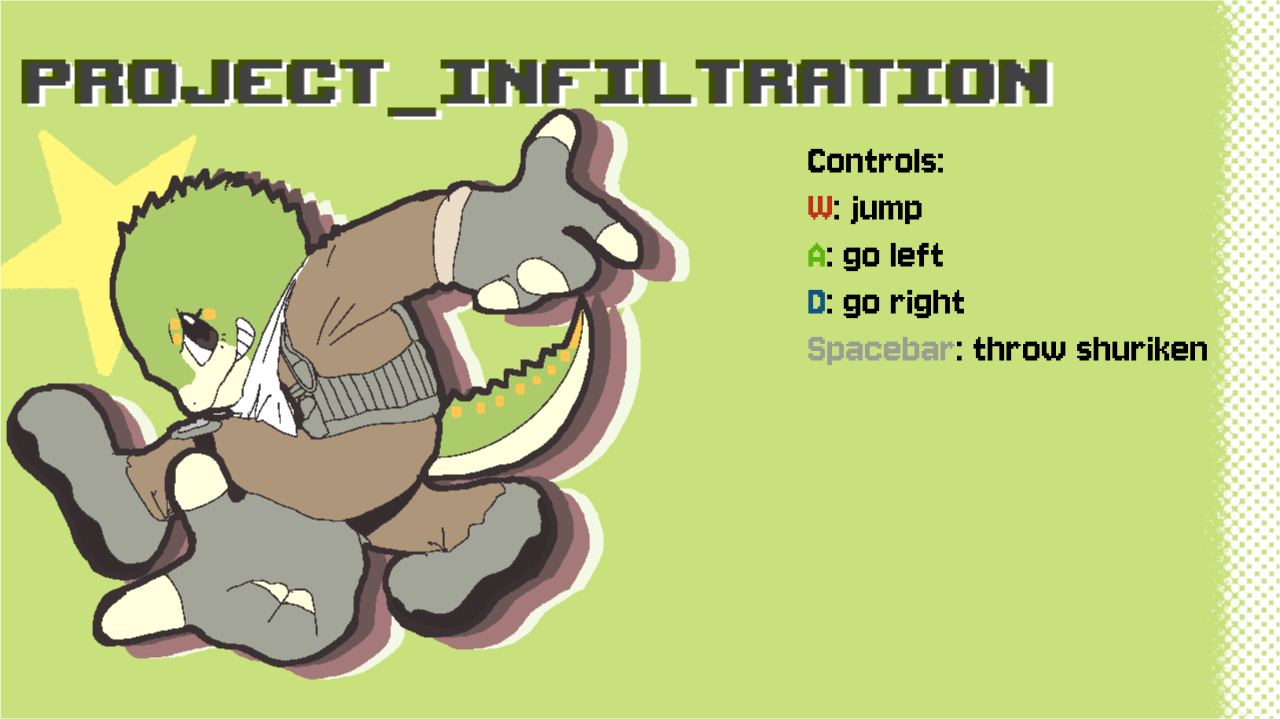 PROJECT_INFILTRATION
Controls:
W: jump
A: go left
D: go right
Spacebar: throw shuriken